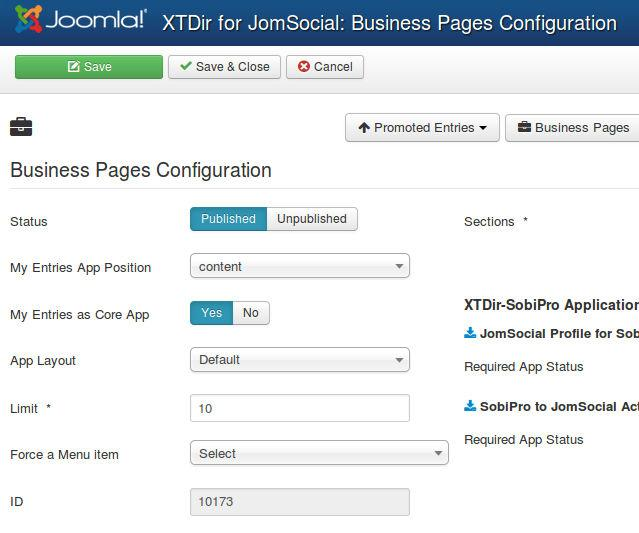 Joomla! XTDir for JomSocial: Business Pages Configuration
Save Save & Close Cancel
Promoted Entries Business Pages
Business Pages Configuration
Status Published Unpublished Sections *
My Entries App Position content
XTDir-SobiPro Application
My Entries as Core App Yes No
JomSocial Profile for Sob
App Layout Default Required App Status
Limit * 10 SobiPro to JomSocial Act
Required App Status
Force a Menu item Select
ID 10173